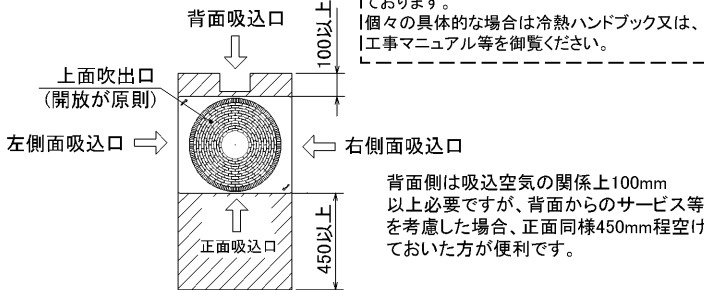 ております。
個々の具体的な場合は冷熱ハンドブック又は、
工事マニュアル等を御覧ください。
背面吸込口
100以上
上面吹出口
(開放が原則)
左側面吸込口
右側面吸込口
正面吸込口
450以上
背面側は吸込空気の関係上100mm
以上必要ですが、背面からのサービス等
を考慮した場合、正面同様450mm程空け
ておいた方が便利です。